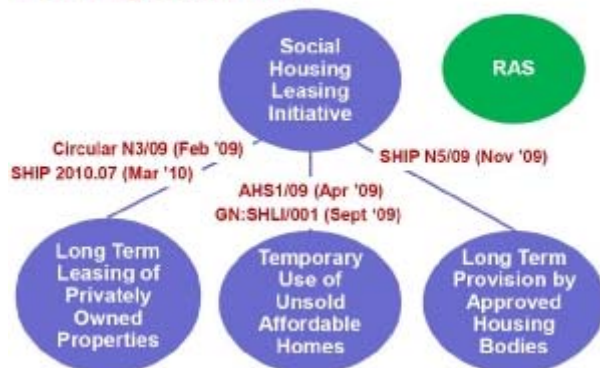 Social
Housing
Leasing
Initiative
RAS
Circular N3/09 (Feb '09)
SHIP 2010.07 (Mar '10)
SHIP N5/09 (Nov '09)
AHS1/09 (Apr '09)
GN:SHLI/001 (Sept '09)
Long Term
Leasing of
Privately
Owned
Properties
Temporary
Use of
Unsold
Affordable
Homes
Long Term
Provision by
Approved
Housing
Bodies